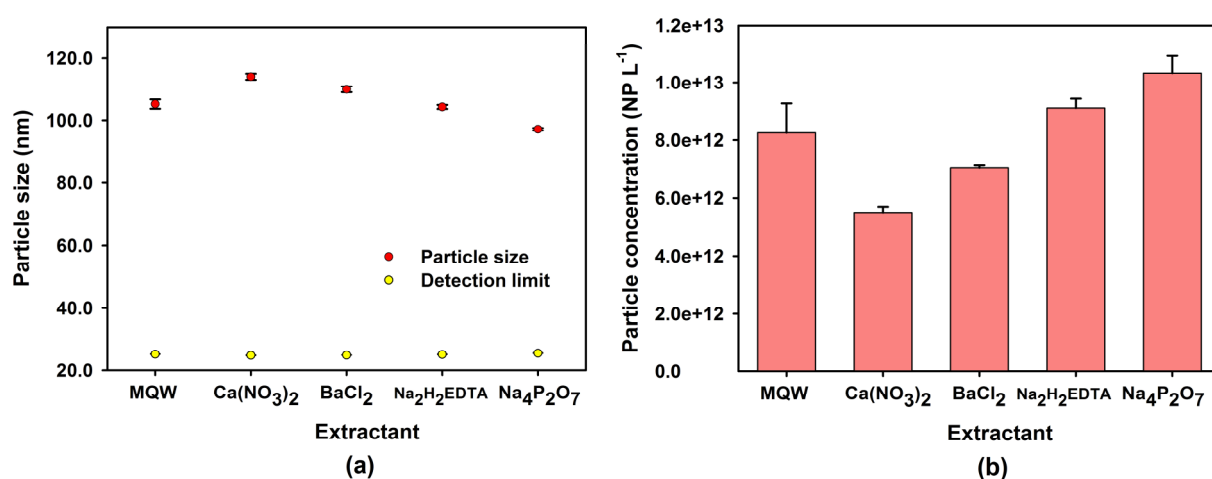 Particle size (nm)
120.0
100.0
80.0
60.0
40.0
20.0
Particle size
Detection limit
MQW Ca(NO3)2 BaCl2 Na2H2EDTA Na4P2O7
Extractant
(a)
Particle concentration (NP L-1)
1.2e+13
1.0e+13
8.0e+12
6.0e+12
4.0e+12
2.0e+12
0.0
MQW Ca(NO3)2 BaCl2 Na2H2EDTA Na4P2O7
Extractant
(b)